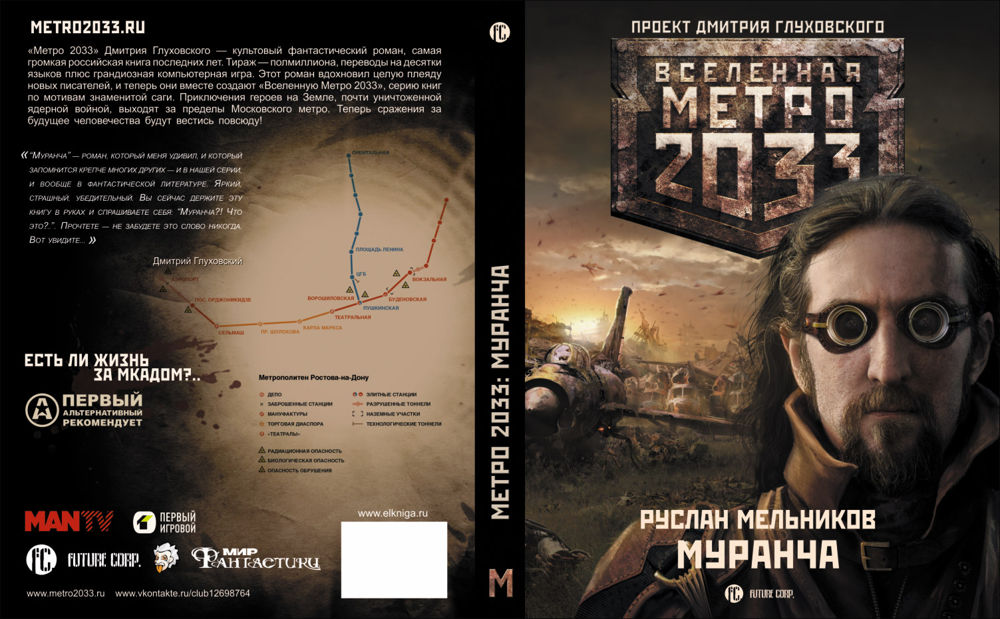 METRO2033.RU
«Метро 2033» Дмитрия Глуховского — культовый фантастический роман, самая
громкая российская книга последних лет. Тираж — полмиллиона, переводы на десятки
языков плюс грандиозная компьютерная игра. Этот роман вдохновил целую плеяду
новых писателей, и теперь они вместе создают «Вселенную Метро 2033», серию книг
по мотивам знаменитой саги. Приключения героев на Земле, почти уничтоженной
ядерной войной, выходят за пределы Московского метро. Теперь сражения за
будущее человечества будут вестись повсюду!
« “Муранча” — роман, который меня удивил, и который
запомнится крепче многих других — и в нашей серии,
и вообще в фантастической литературе. Яркий,
страшный, убедительный. Вы сейчас держите эту
книгу в руках и спрашиваете себя: “Муранча?! Что
это?..”. Прочтете — не забудете это слово никогда.
Вот увидите... »
Дмитрий Глуховский
ОРБИТАЛЬНАЯ
ПЛОЩАДЬ ЛЕНИНА
ЦГБ
ВОКЗАЛЬНАЯ
АЭРОПОРТ
ПОС. ОРДЖОНИКИДЗЕ
ВОРОШИЛОВСКАЯ
БУДЕНОВСКАЯ
ПУШКИНСКАЯ
ТЕАТРАЛЬНАЯ
КАРЛА МАРКСА
ПР. ШОЛОХОВА
СЕЛЬМАШ
ЕСТЬ ЛИ ЖИЗНЬ
ЗА МКАДОМ?..
А ПЕРВЫЙ
АЛЬТЕРНАТИВНЫЙ
РЕКОМЕНДУЕТ
Метрополитен Ростова-на-Дону
ДЕПО
ЗАБРОШЕННЫЕ СТАНЦИИ
МАНУФАКТУРЫ
ТОРГОВАЯ ДИАСПОРА
«ТЕАТРАЛЫ»
ЭЛИТНЫЕ СТАНЦИИ
РАЗРУШЕННЫЕ ТОННЕЛИ
НАЗЕМНЫЕ УЧАСТКИ
ТЕХНОЛОГИЧЕСКИЕ ТОННЕЛИ
РАДИАЦИОННАЯ ОПАСНОСТЬ
БИОЛОГИЧЕСКАЯ ОПАСНОСТЬ
ОПАСНОСТЬ ОБРУШЕНИЯ
MAN TV
ПЕРВЫЙ
ИГРОВОЙ
FC FUTURE CORP.
МИР
ФАНТАСТИКИ
www.metro2033.ru www.vkontakte.ru/club12698764
www.elkniga.ru
FC
МЕТРО 2033: МУРАНЧА
М
ПРОЕКТ ДМИТРИЯ ГЛУХОВСКОГО
ВСЕЛЕННАЯ
МЕТРО
2033
РУСЛАН МЕЛЬНИКОВ
МУРАНЧА
FC FUTURE CORP.